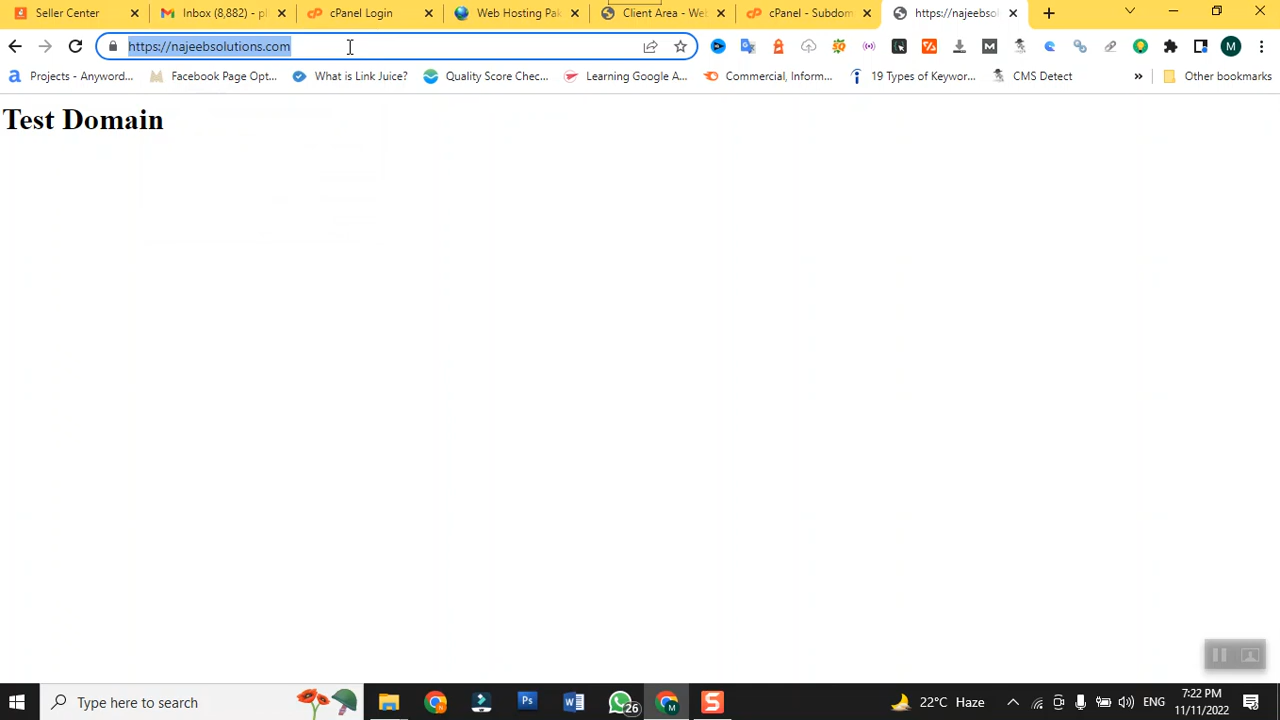 Seller Center
Inbox (8,882) - pl
cPanel Login
Web Hosting Pak
Client Area - Web
cPanel - Subdom
https://najeebsol
https://najeebsolutions.com
Projects - Anyword...
Facebook Page Opt...
What is Link Juice?
Quality Score Chec...
Learning Google A...
Commercial, Inform...
19 Types of Keywor...
CMS Detect
»
Other bookmarks
Test Domain
Type here to search
26
22°C Haze
ENG
7:22 PM
11/11/2022